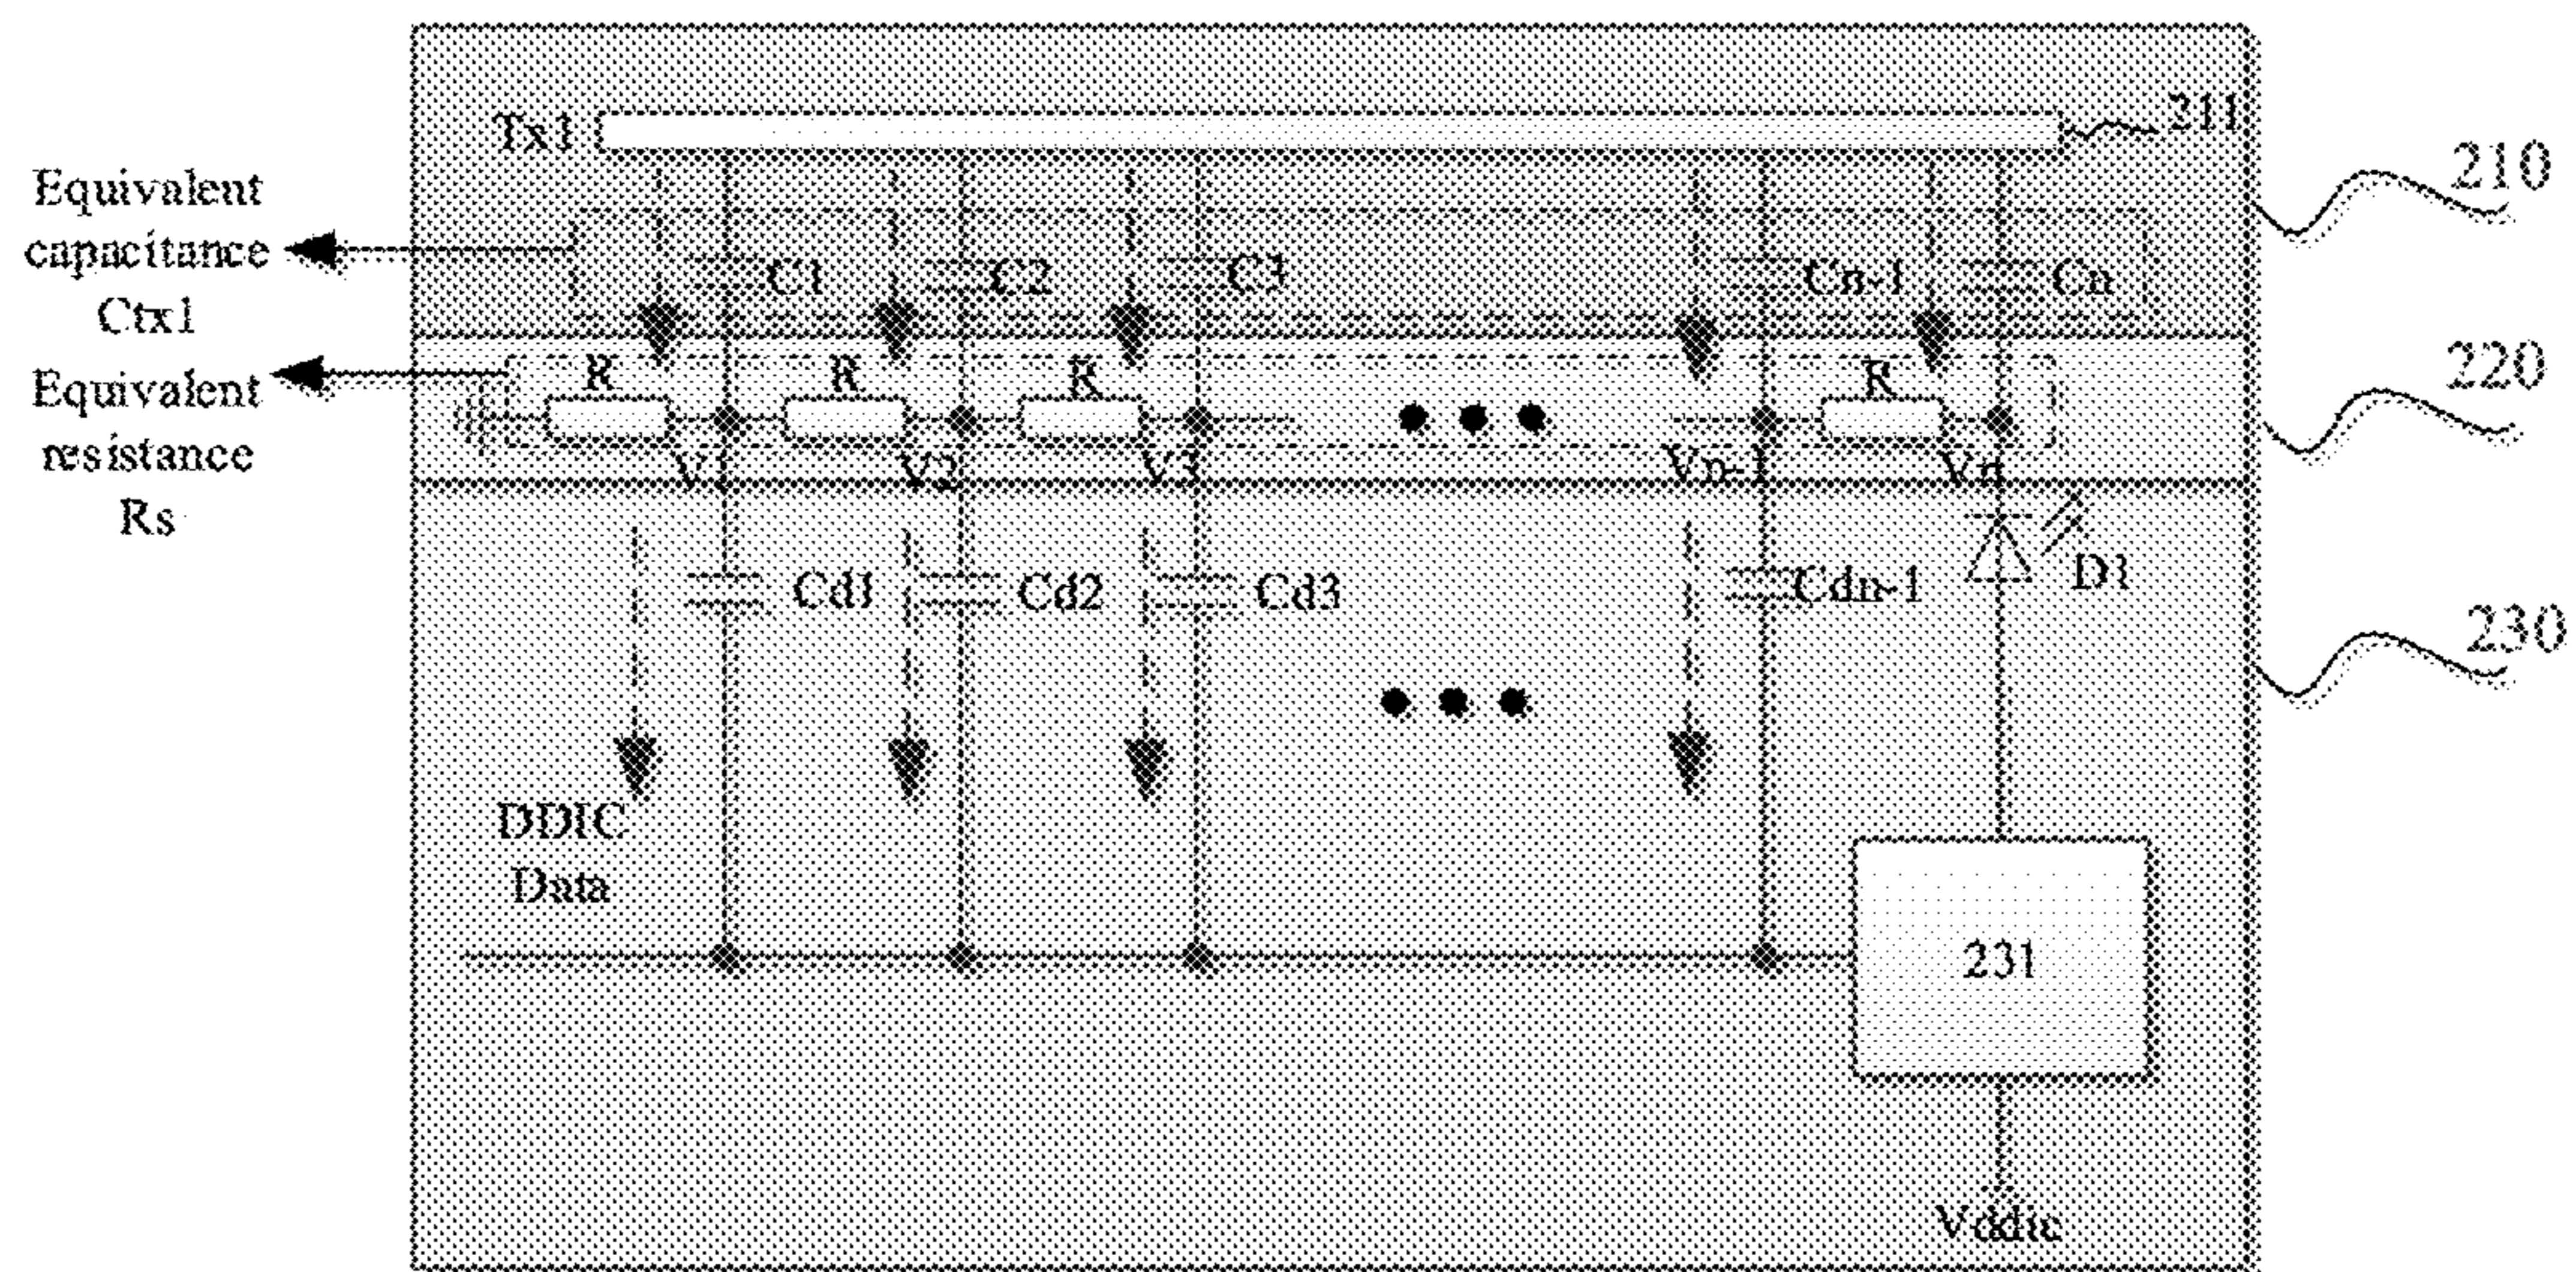 Tx1
211
210
Equivalent
capacitance
Ctx1
C1
C2
C3
Cn-1
Cn
220
Equivalent
resistance
Rs
R
R
R
R
V1
V2
V3
Vn-1
Vn
230
Cd1
Cd2
Cd3
Cdn-1
D1
DDIC
Data
231
Vddic